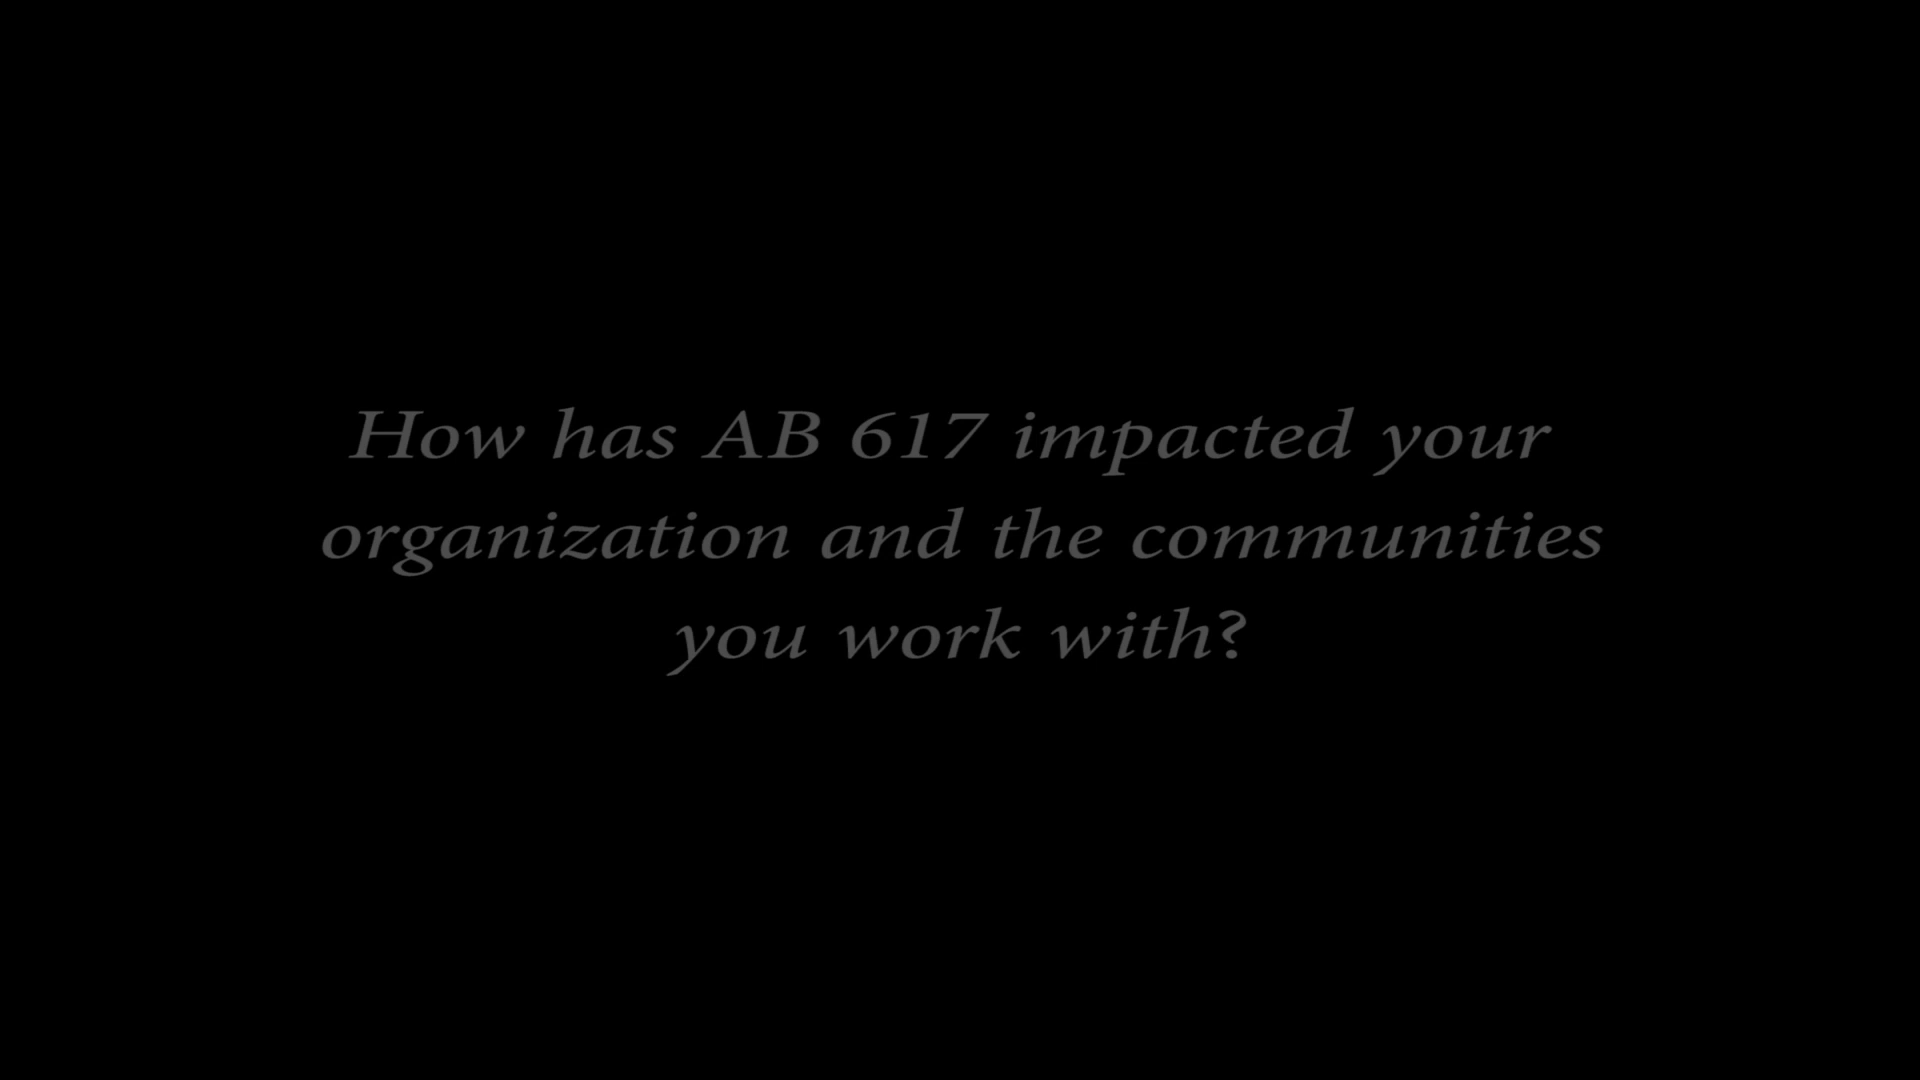 How has AB 617 impacted your
organization and the communities
you work with?